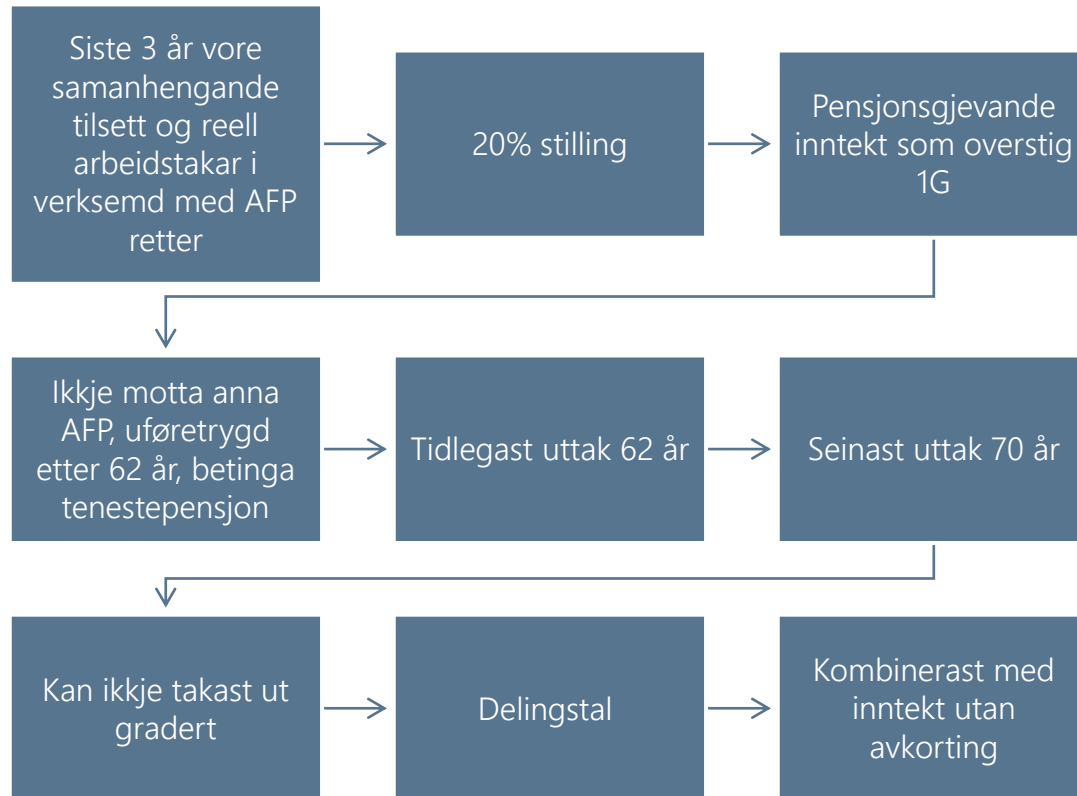 Siste 3 år vore
samanhengande
tilsett og reell
arbeidstakar i
verksemd med AFP
retter
20% stilling
Pensjonsgjevande
inntekt som overstig
1G
Ikkje motta anna
AFP, uføretrygd
etter 62 år, betinga
tenestepensjon
Tidlegast uttak 62 år
Seinast uttak 70 år
Kan ikkje takast ut
gradert
Delingstal
Kombinerast med
inntekt utan
avkorting